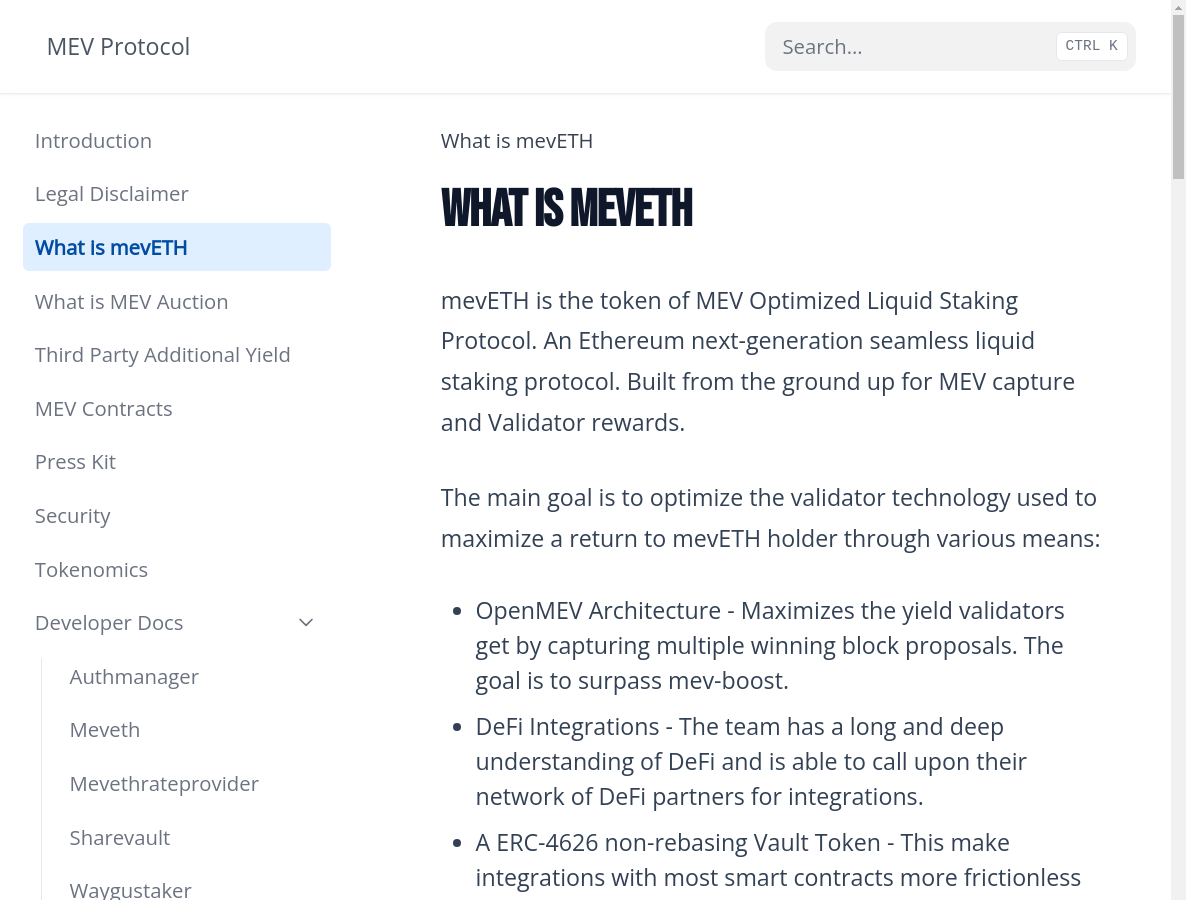 MEV Protocol
Search…
CTRL K
Introduction
Legal Disclaimer
What is mevETH
What is MEV Auction
Third Party Additional Yield
MEV Contracts
Press Kit
Security
Tokenomics
Developer Docs
Authmanager
Meveth
Mevethrateprovider
Sharevault
Waygustaker
What is mevETH
WHAT IS MEVETH
mevETH is the token of MEV Optimized Liquid Staking
Protocol. An Ethereum next-generation seamless liquid
staking protocol. Built from the ground up for MEV capture
and Validator rewards.
The main goal is to optimize the validator technology used to
maximize a return to mevETH holder through various means:
• OpenMEV Architecture - Maximizes the yield validators
get by capturing multiple winning block proposals. The
goal is to surpass mev-boost.
• DeFi Integrations - The team has a long and deep
understanding of DeFi and is able to call upon their
network of DeFi partners for integrations.
• A ERC-4626 non-rebasing Vault Token - This make
integrations with most smart contracts more frictionless